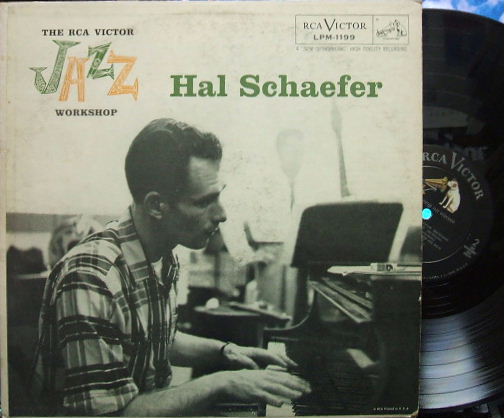 THE RCA VICTOR
JAZZ
WORKSHOP
RCA VICTOR
LPM-1199
A "NEW ORTHOPHONIC" HIGH FIDELITY RECORDING
Hal Schaefer
RCA VICTOR